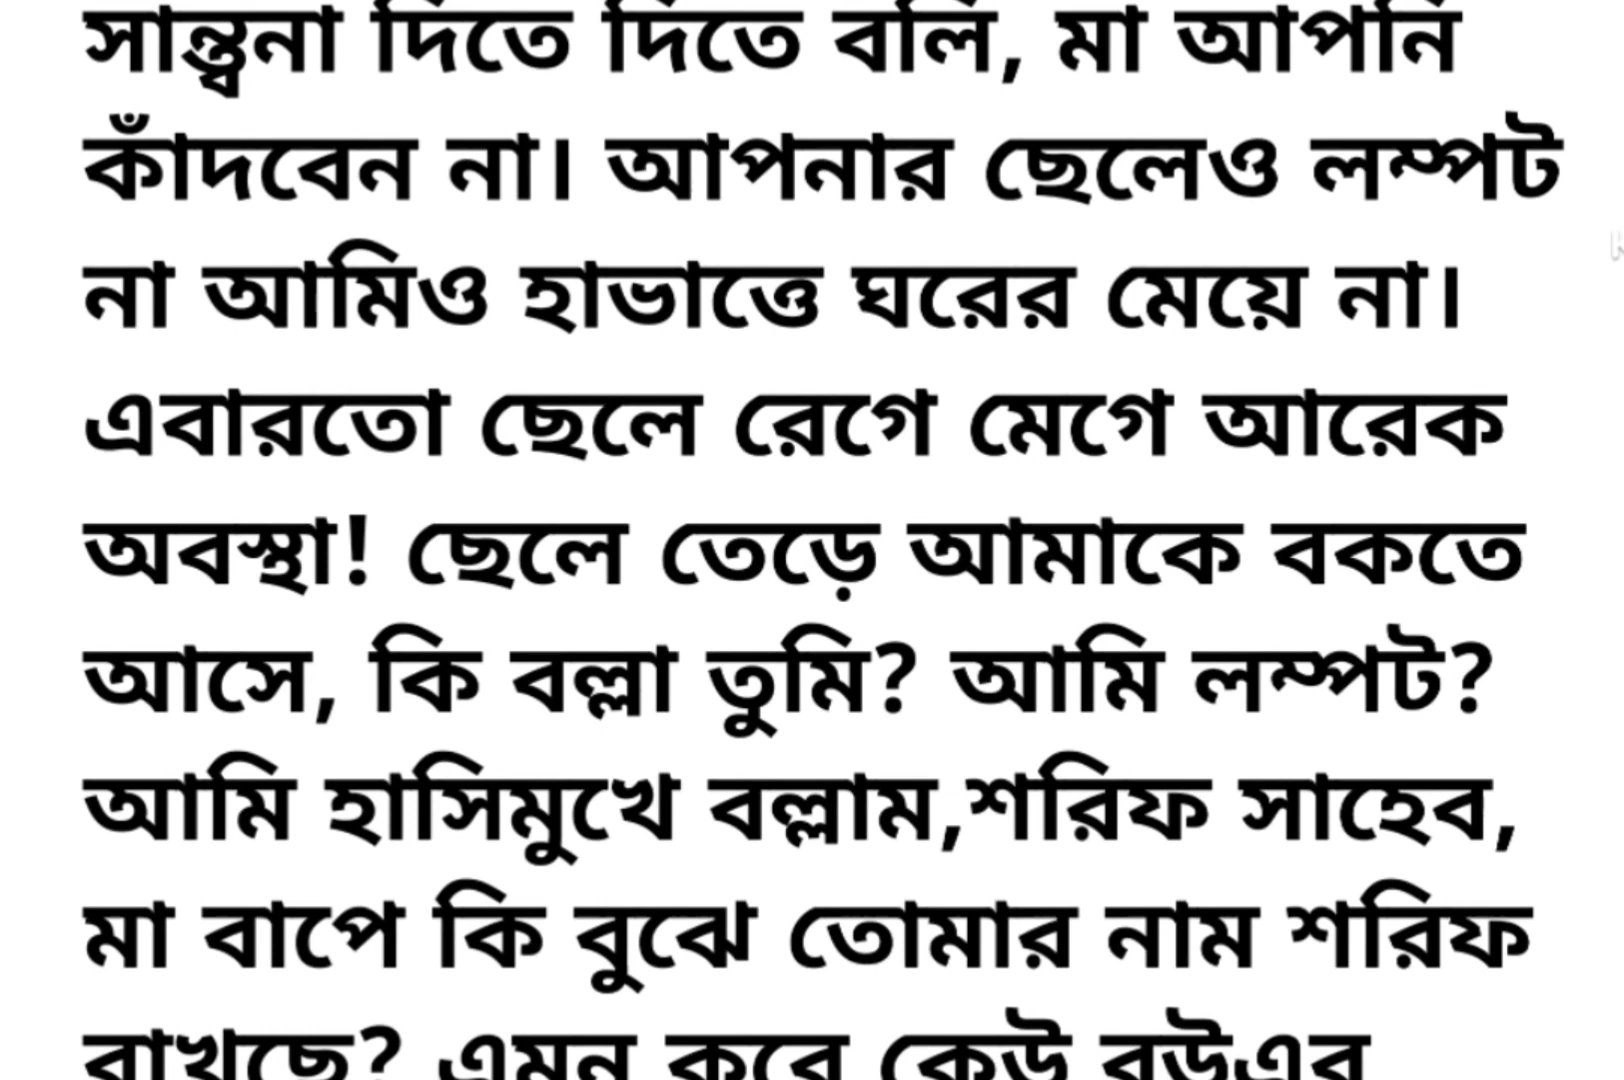 সান্ত্বনা দিতে দিতে বলি, মা আপনি
কাঁদবেন না। আপনার ছেলেও লম্পট
না আমিও হাভাত্তে ঘরের মেয়ে না।
এবারতো ছেলে রেগে মেগে আরেক
অবস্থা! ছেলে তেড়ে আমাকে বকতে
আসে, কি বল্লা তুমি? আমি লম্পট?
আমি হাসিমুখে বল্লাম,শরিফ সাহেব,
মা বাপে কি বুঝে তোমার নাম শরিফ
রাখছে? এমন করে কেউ বউএর